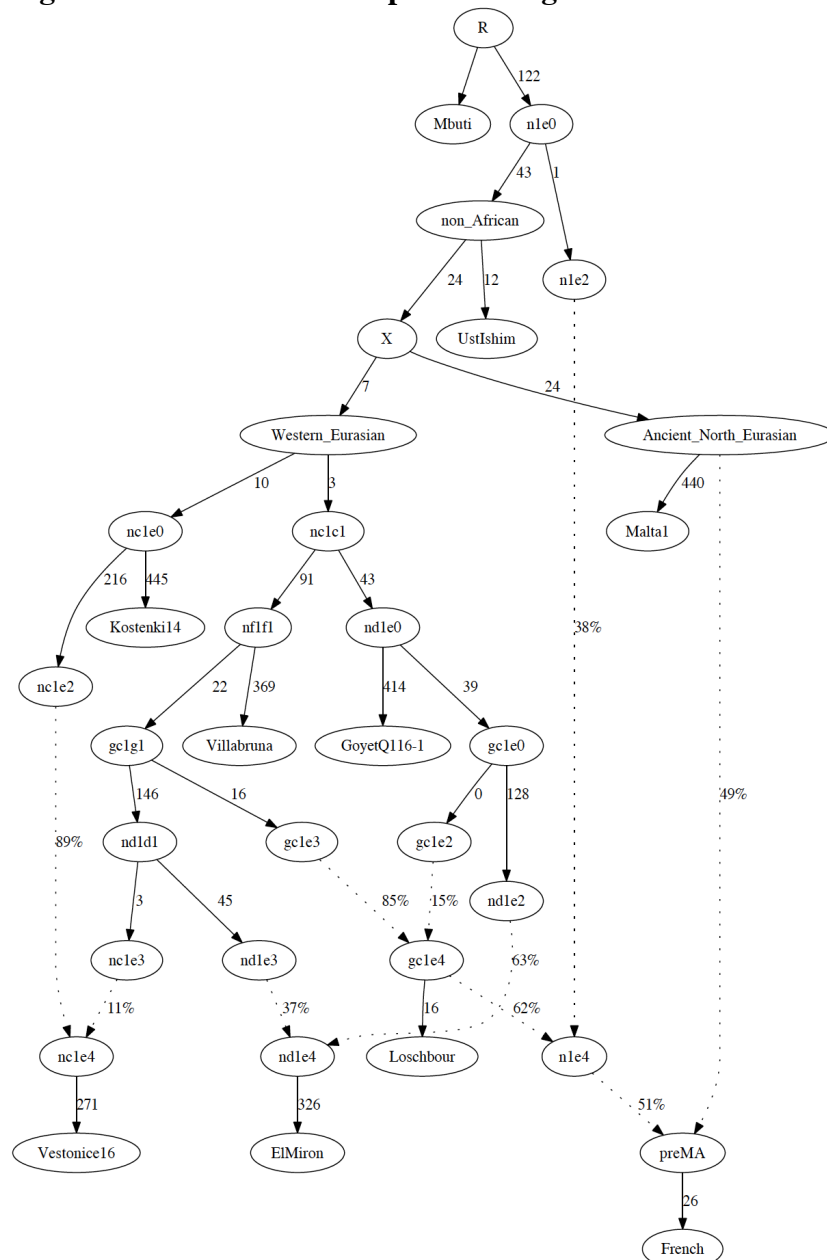 R
122
Mbuti
n1e0
43
1
non_African
n1e2
24
12
X
UstIshim
7
24
Western_Eurasian
Ancient_North_Eurasian
10
3
440
nc1e0
nc1c1
Malta1
216
445
91
43
Kostenki14
nf1f1
nd1e0
38%
nc1e2
22
369
414
39
gc1g1
Villabruna
GoyetQ116-1
gc1e0
146
16
0
128
49%
89%
nd1d1
gc1e3
gc1e2
3
45
85%
15%
nd1e2
nc1e3
nd1e3
gc1e4
63%
11%
37%
16
62%
nc1e4
nd1e4
Loschbour
n1e4
271
326
51%
Vestonice16
ElMiron
preMA
26
French